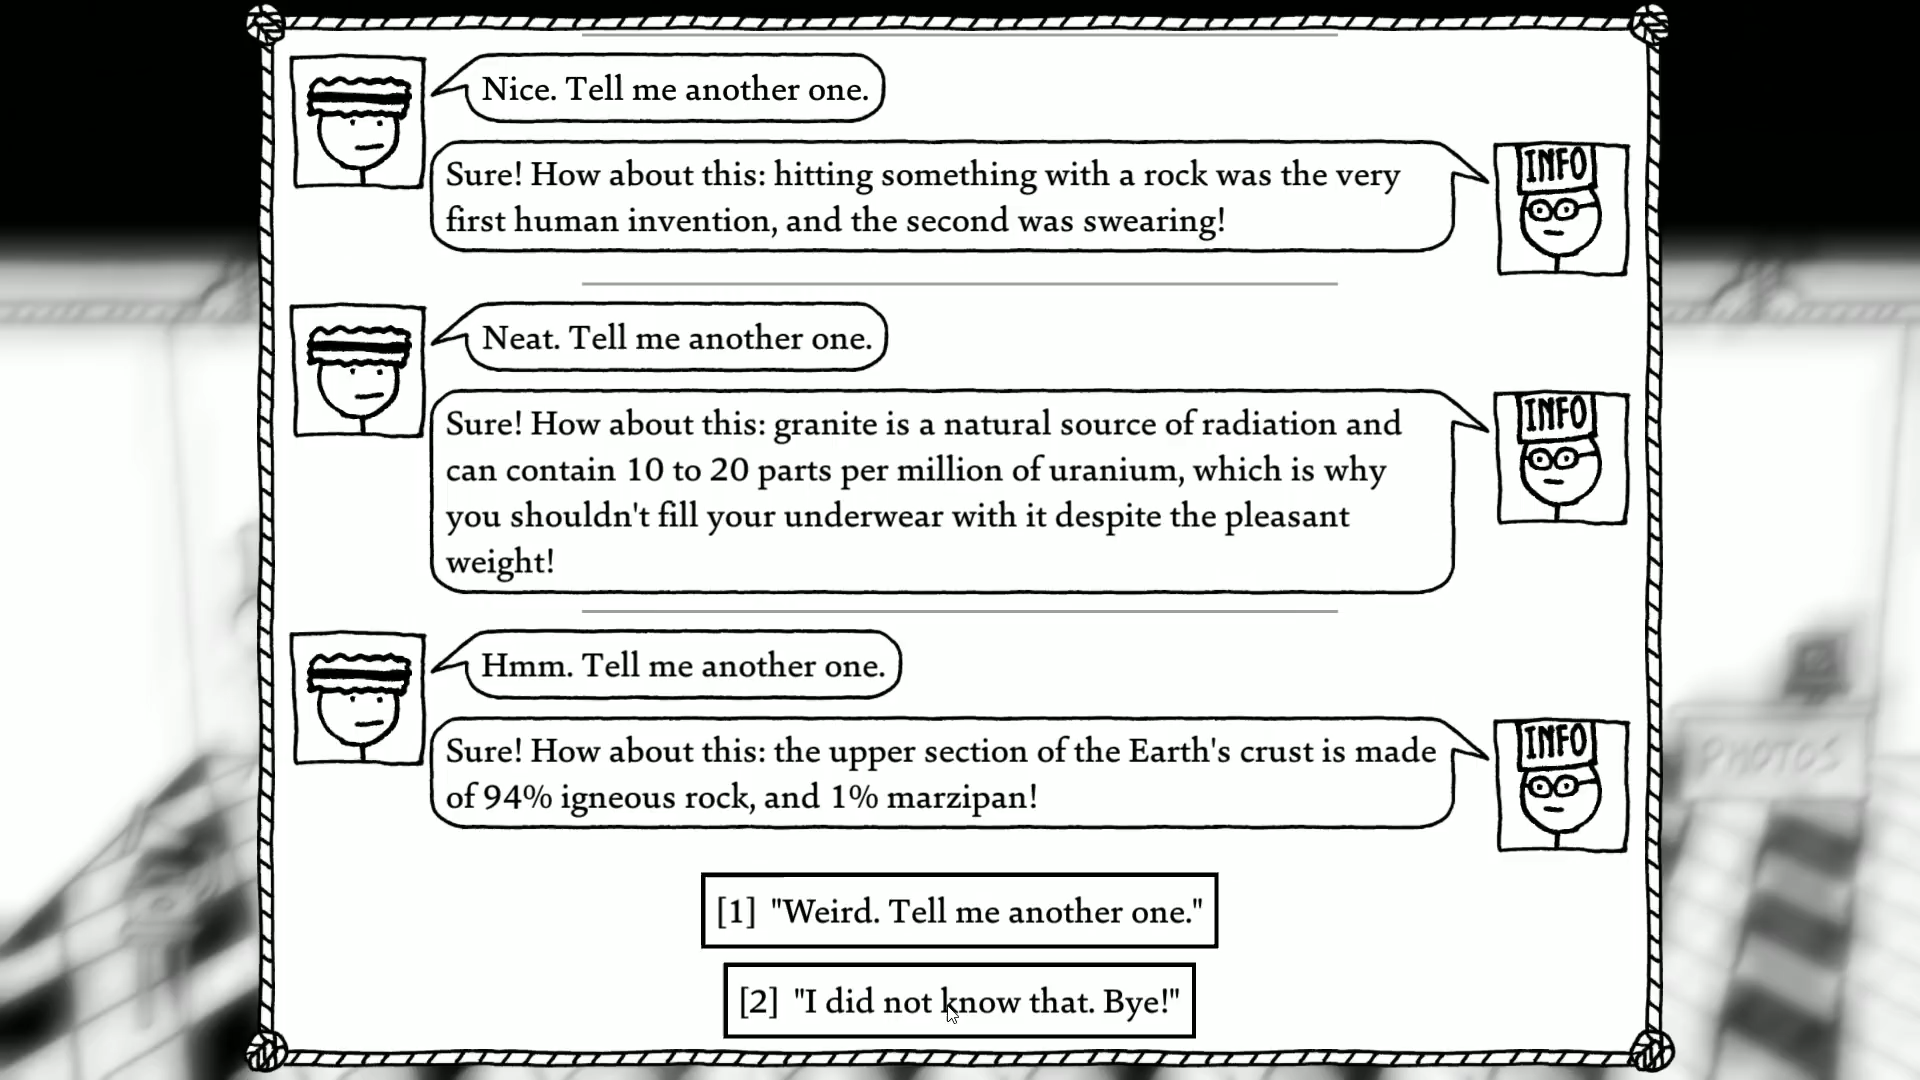 Nice. Tell me another one.
INFO
Sure! How about this: hitting something with a rock was the very
first human invention, and the second was swearing!
Neat. Tell me another one.
INFO
Sure! How about this: granite is a natural source of radiation and
can contain 10 to 20 parts per million of uranium, which is why
you shouldn't fill your underwear with it despite the pleasant
weight!
Hmm. Tell me another one.
INFO
Sure! How about this: the upper section of the Earth's crust is made
of 94% igneous rock, and 1% marzipan!
PHOTOS
[1] "Weird. Tell me another one."
[2] "I did not know that. Bye!"